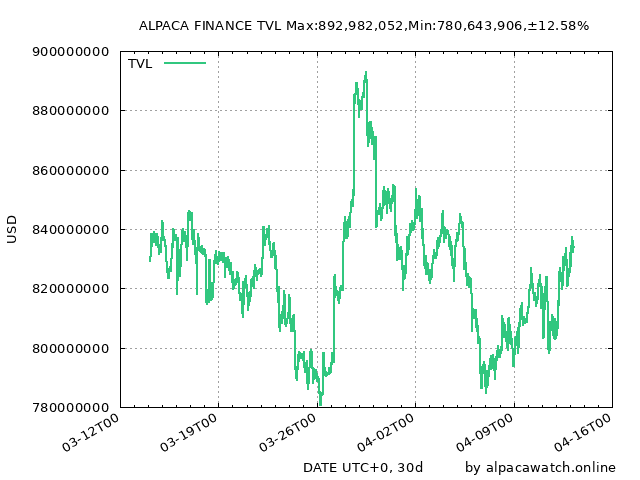 ALPACA FINANCE TVL Max:892,982,052,Min:780,643,906,±12.58%
TVL
900000000
880000000
860000000
840000000
820000000
800000000
780000000
USD
03-12T00
03-19T00
03-26T00
04-02T00
04-09T00
04-16T00
DATE UTC+0, 30d
by alpacawatch.online